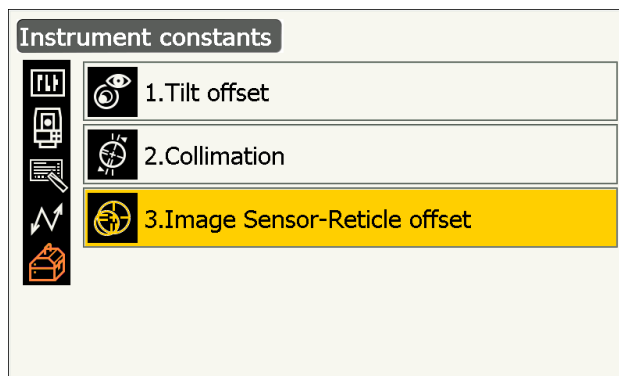 Instrument constants
1.Tilt offset
2.Collimation
3.Image Sensor-Reticle offset